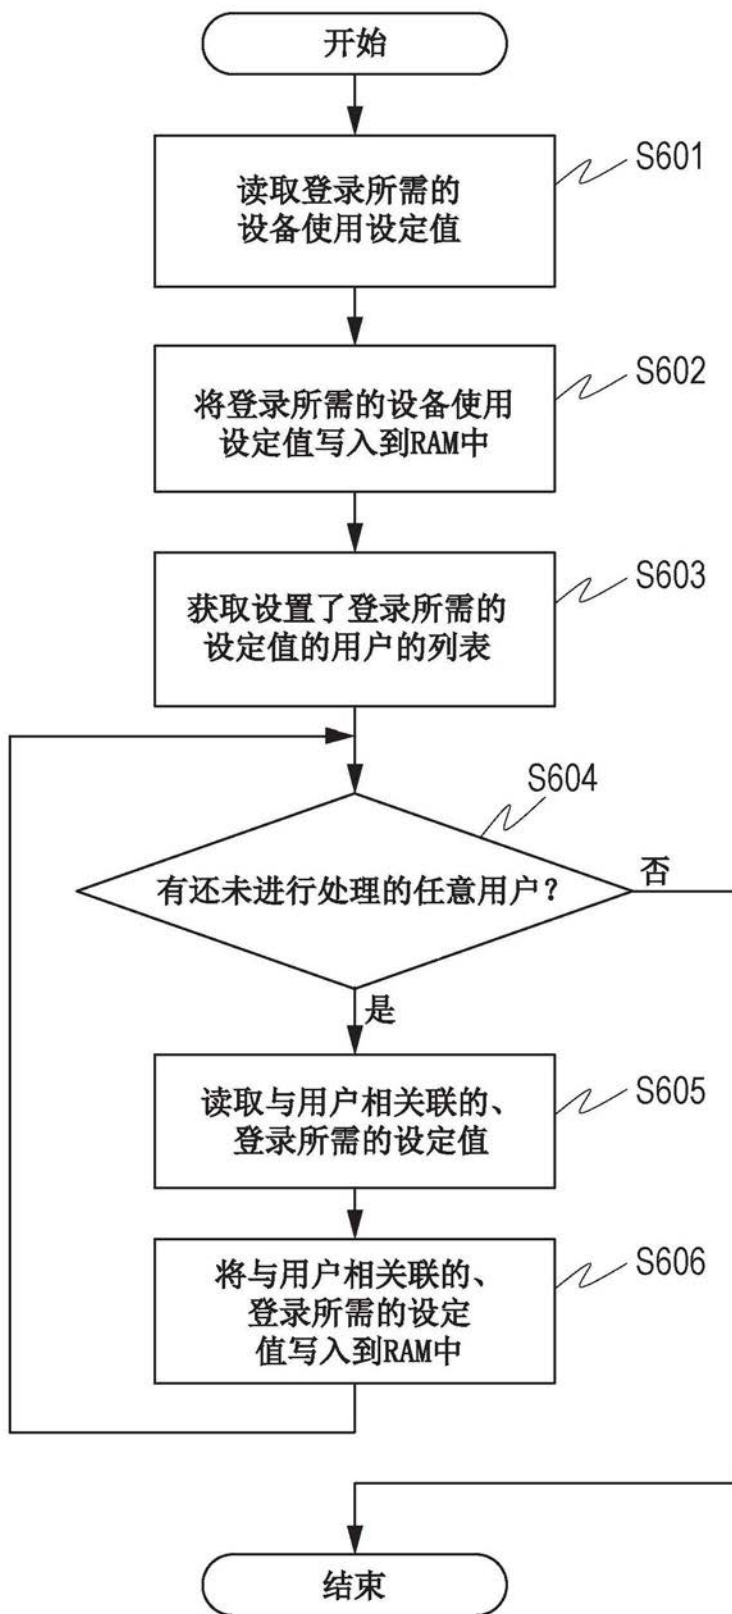 开始
S601
读取登录所需的
设备使用设定值
S602
将登录所需的设备使用
设定值写入到RAM中
S603
获取设置了登录所需的
设定值的用户的列表
S604
有还未进行处理的任意用户？
否
是
S605
读取与用户相关联的、
登录所需的设定值
S606
将与用户相关联的、
登录所需的设定
值写入到RAM中
结束